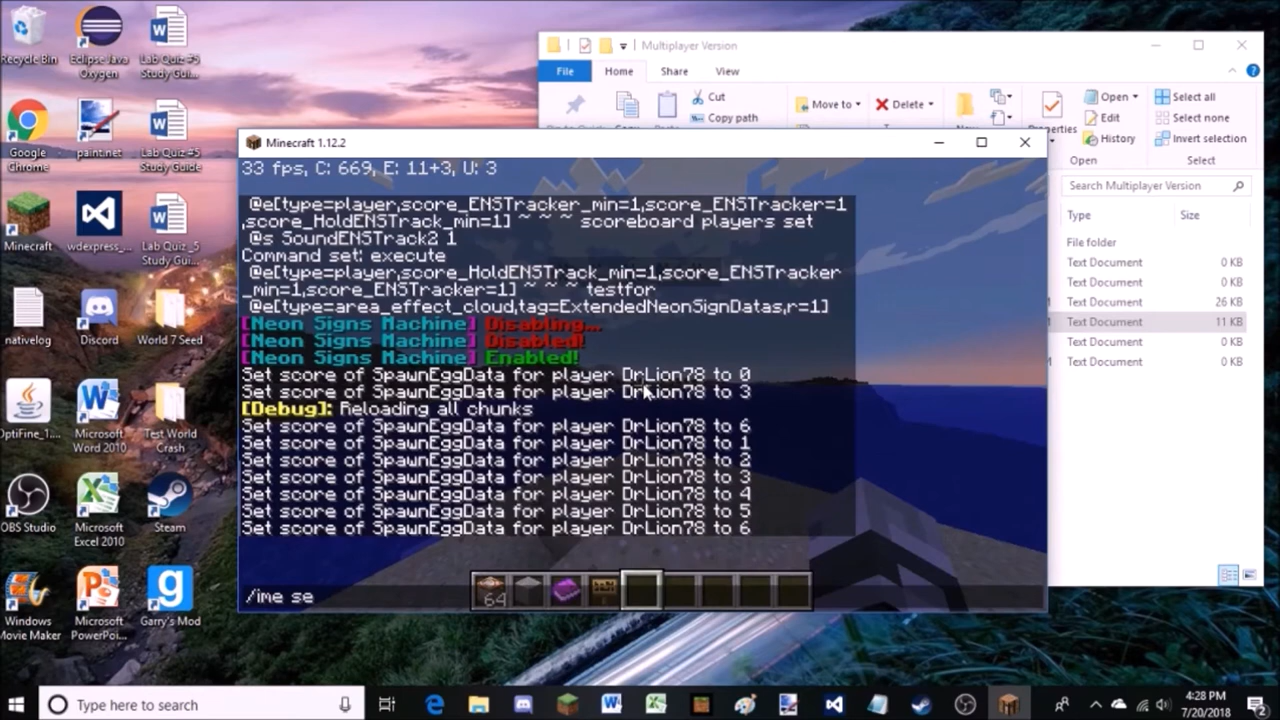 Recycle Bin
Eclipse Java Oxygen
Lab Quiz #5 Study Gui...
Google Chrome
paint.net
Lab Quiz #5 Study Guide
Minecraft
wdexpress_...
Lab Quiz _5 Study Gui...
nativelog
Discord
World 7 Seed
OptiFine_1...
Microsoft Word 2010
Test World Crash
OBS Studio
Microsoft Excel 2010
Steam
Windows Movie Maker
Microsoft PowerPoi...
Garry's Mod
Multiplayer Version
File
Home
Share
View
Cut
Copy path
Move to
Delete
Properties
Open
Edit
History
Open
Select all
Select none
Invert selection
Select
Search Multiplayer Version
Type
Size
File folder
Text Document 0 KB
Text Document 0 KB
Text Document 26 KB
Text Document 11 KB
Text Document 0 KB
Text Document 0 KB
Minecraft 1.12.2
33 fps, C: 669, E: 11+3, U: 3
@e[type=player,score_ENSTracker_min=1,score_ENSTracker=1
,score_HoldENSTrack_min=1] ~ ~ ~ scoreboard players set
@s SoundENSTrack2 1
Command set: execute
@e[type=player,score_HoldENSTrack_min=1,score_ENSTracker
_min=1,score_ENSTracker=1] ~ ~ ~ testfor
@e[type=area_effect_cloud,tag=ExtendedNeonSignDatas,r=1]
[Neon Signs Machine] Disabling...
[Neon Signs Machine] Disabled!
[Neon Signs Machine] Enabled!
Set score of SpawnEggData for player DrLion78 to 0
Set score of SpawnEggData for player DrLion78 to 3
[Debug]: Reloading all chunks
Set score of SpawnEggData for player DrLion78 to 6
Set score of SpawnEggData for player DrLion78 to 1
Set score of SpawnEggData for player DrLion78 to 2
Set score of SpawnEggData for player DrLion78 to 3
Set score of SpawnEggData for player DrLion78 to 4
Set score of SpawnEggData for player DrLion78 to 5
Set score of SpawnEggData for player DrLion78 to 6
/ime se
64
Type here to search
4:28 PM
7/20/2018
2